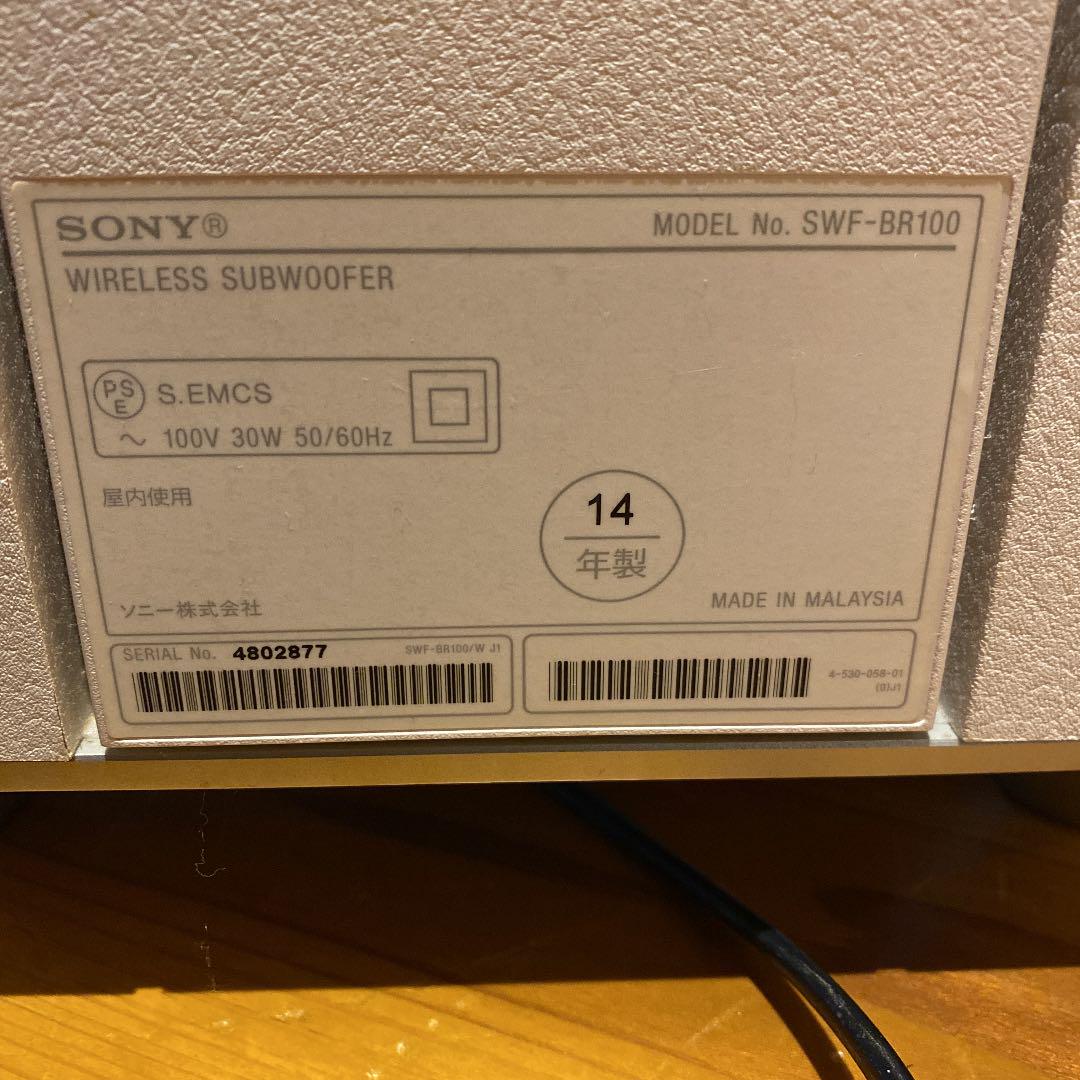 SONY®
MODEL No. SWF-BR100
WIRELESS SUBWOOFER
PSE S.EMCS
～ 100V 30W 50/60Hz
屋内使用
14
年製
ソニー株式会社
MADE IN MALAYSIA
SERIAL No. 4802877
SWF-BR100/W J1
4-530-058-01
(0)J1